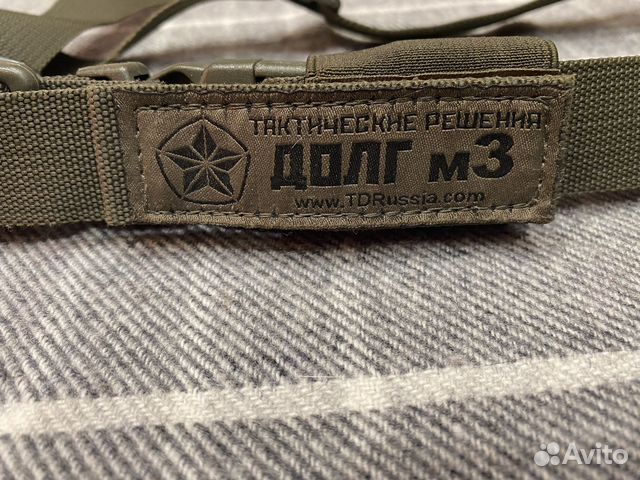 ТАКТИЧЕСКИЕ РЕШЕНИЯ
ДОЛГ м3
www.TDRussia.com
Avito